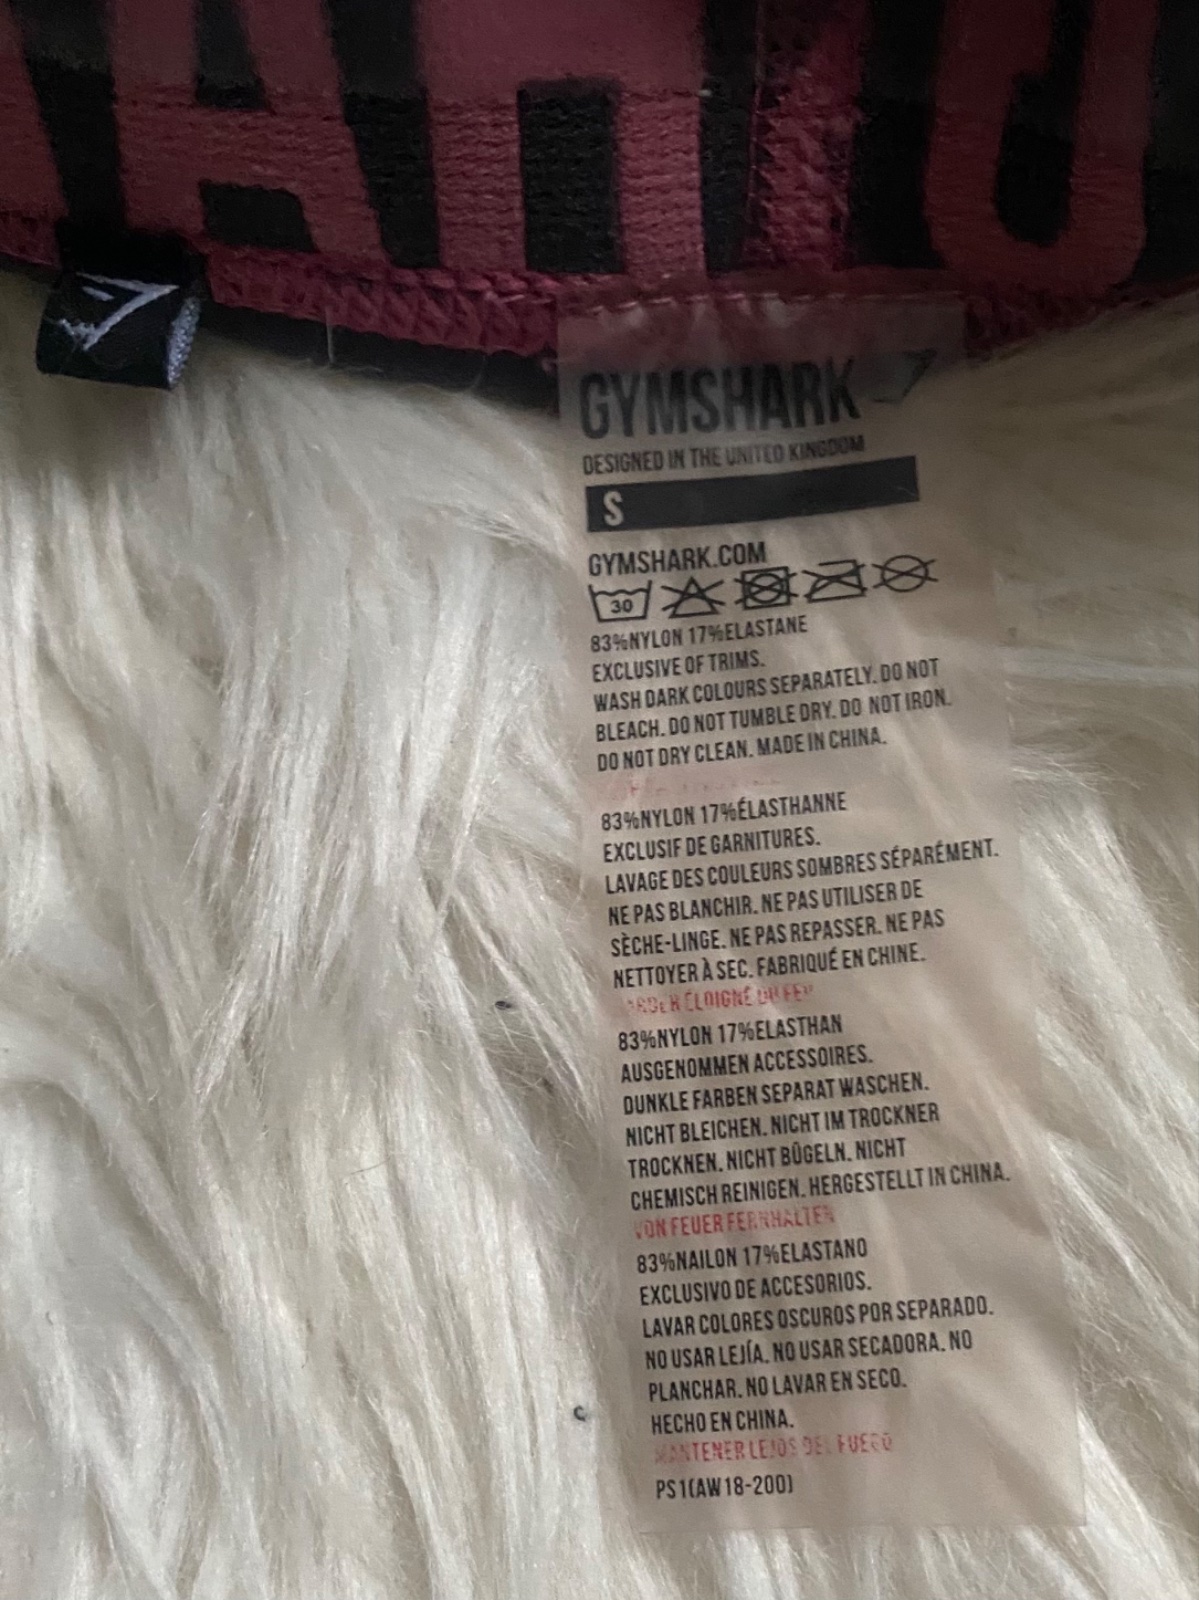 GYMSHARK
DESIGNED IN THE UNITED KINGDOM
S
GYMSHARK.COM
30
83%NYLON 17%ELASTANE
EXCLUSIVE OF TRIMS.
WASH DARK COLOURS SEPARATELY. DO NOT
BLEACH. DO NOT TUMBLE DRY. DO NOT IRON.
DO NOT DRY CLEAN. MADE IN CHINA.
83%NYLON 17%ÉLASTHANNE
EXCLUSIF DE GARNITURES.
LAVAGE DES COULEURS SOMBRES SÉPARÉMENT.
NE PAS BLANCHIR. NE PAS UTILISER DE
SÈCHE-LINGE. NE PAS REPASSER. NE PAS
NETTOYER À SEC. FABRIQUÉ EN CHINE.
ÉLOIGNÉ DU FEU
83%NYLON 17%ELASTHAN
AUSGENOMMEN ACCESSOIRES.
DUNKLE FARBEN SEPARAT WASCHEN.
NICHT BLEICHEN. NICHT IM TROCKNER
TROCKNEN. NICHT BÜGELN. NICHT
CHEMISCH REINIGEN. HERGESTELLT IN CHINA.
VON FEUER FERNHALTEN
83%NAILON 17%ELASTANO
EXCLUSIVO DE ACCESORIOS.
LAVAR COLORES OSCUROS POR SEPARADO.
NO USAR LEJÍA. NO USAR SECADORA. NO
PLANCHAR. NO LAVAR EN SECO.
HECHO EN CHINA.
MANTENER LEJOS DEL FUEGO
PS1(AW18-200)